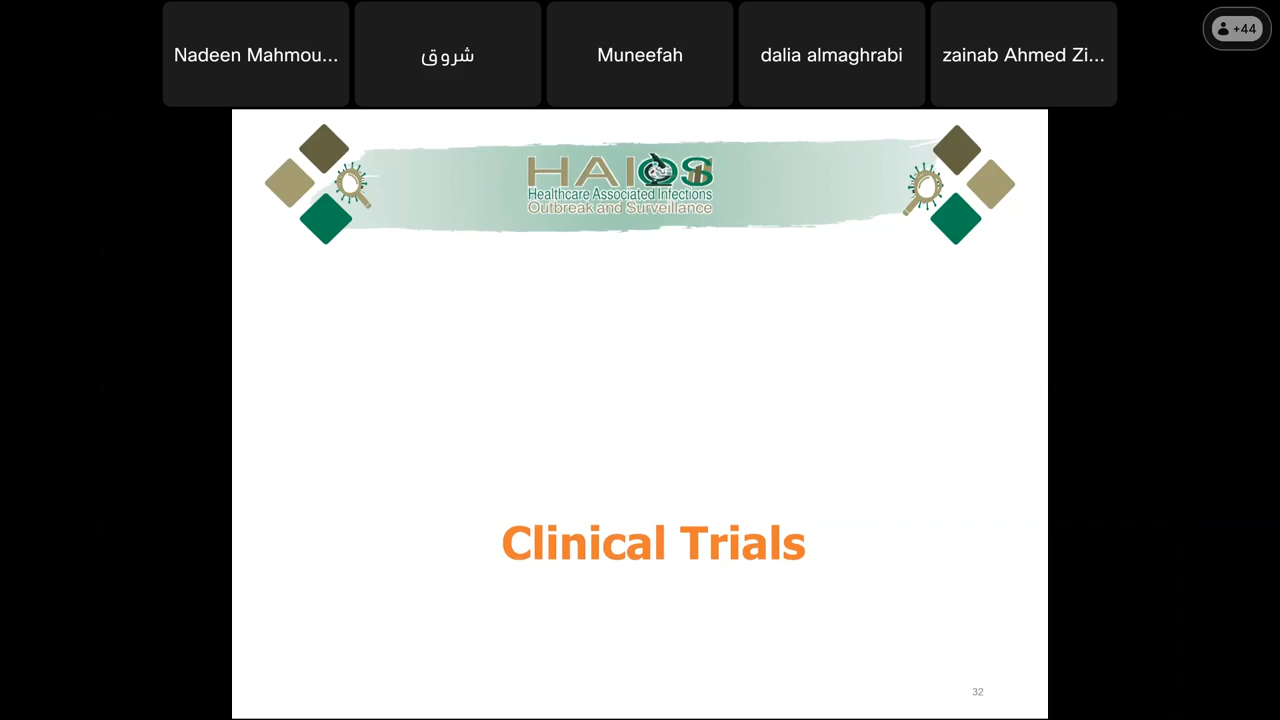 Nadeen Mahmou...
شروق
Muneefah
dalia almaghrabi
zainab Ahmed Zi...
+44
HAIOS
Healthcare Associated Infections
Outbreak and Surveillance
Clinical Trials
32